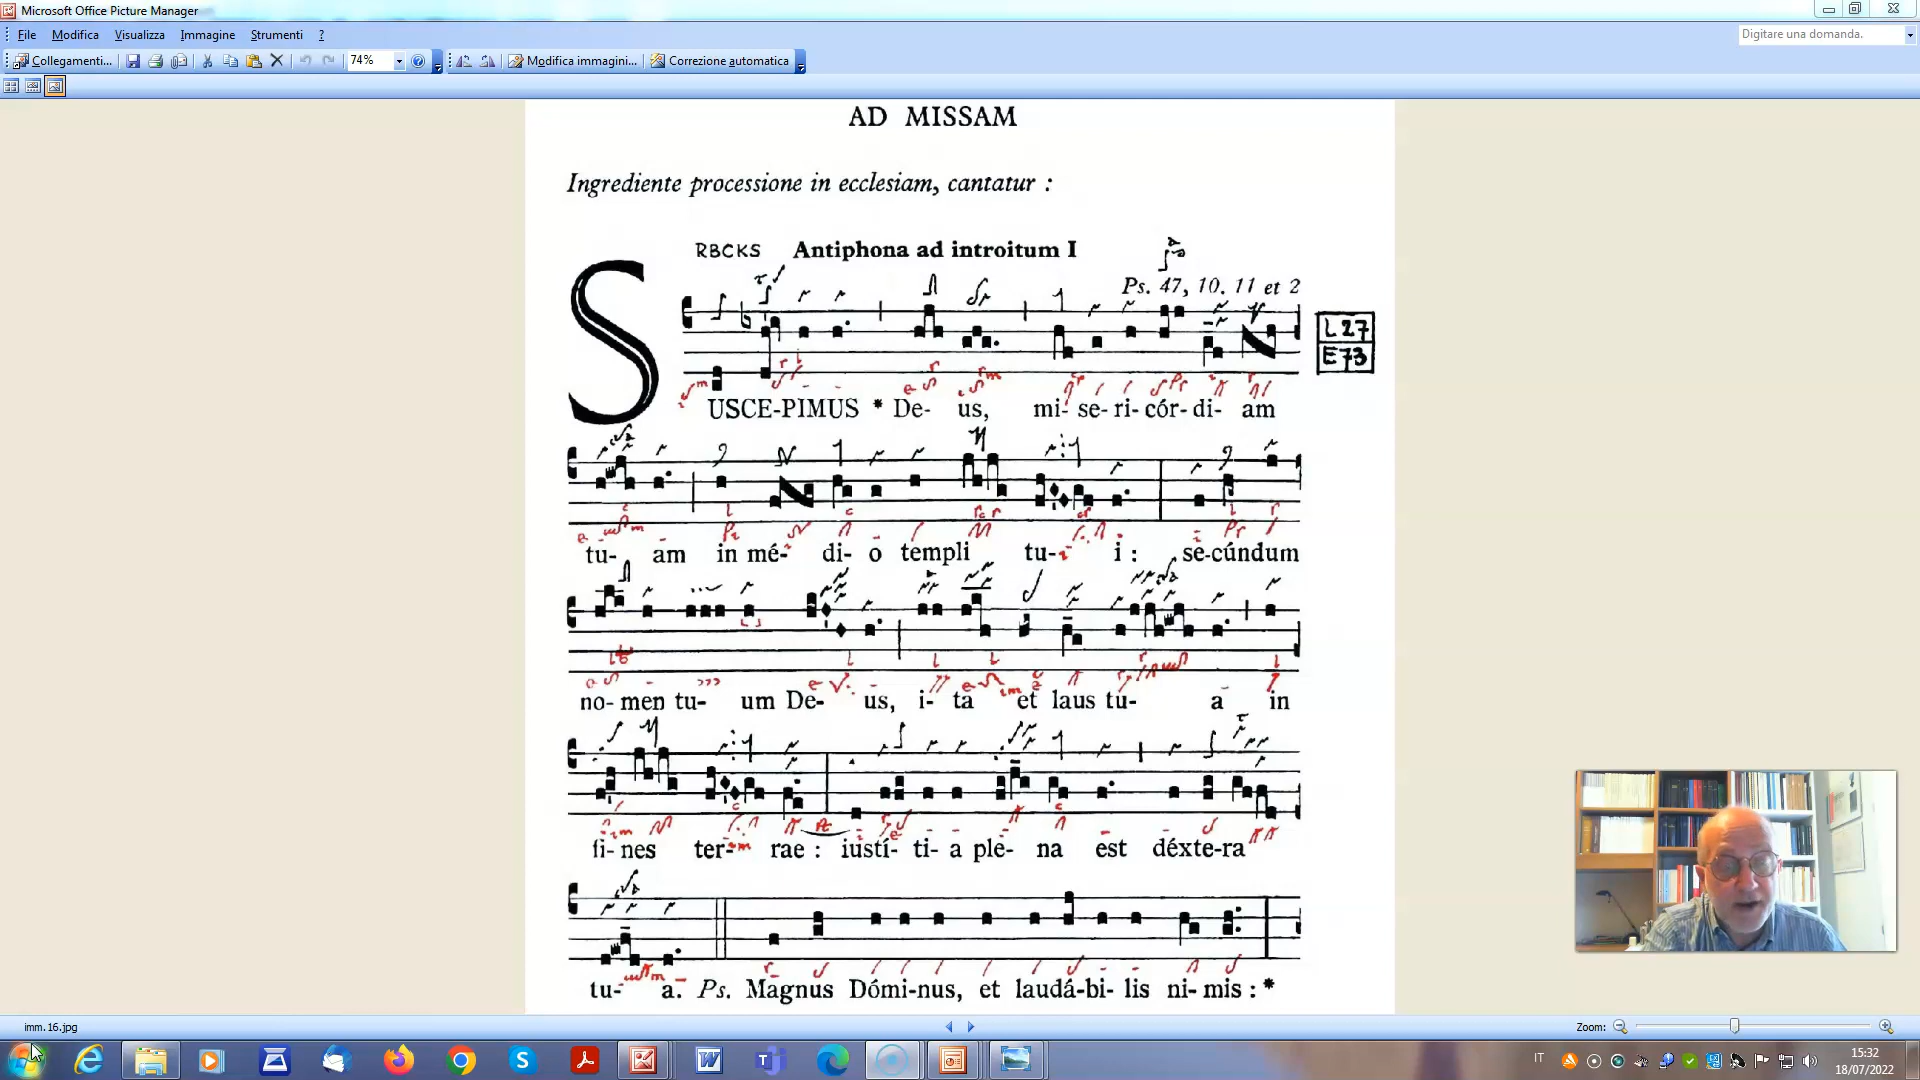 Microsoft Office Picture Manager
File Modifica Visualizza Immagine Strumenti ?
Digitare una domanda.
Collegamenti... 74% Modifica immagini... Correzione automatica
AD MISSAM
Ingrediente processione in ecclesiam, cantatur :
RBCKS Antiphona ad introitum I
Ps. 47, 10. 11 et 2
L 27
E 73
SUSCE-PIMUS * De- us, mi- se- ri- cór- di- am
tu- am in mé- di- o templi tu- i : se-cúndum
no- men tu- um De- us, i- ta et laus tu- a in
fi- nes ter- rae : iustí- ti- a ple- na est déxte-ra
tu- a. Ps. Magnus Dómi-nus, et laudá-bi- lis ni- mis : *
imm.16.jpg
Zoom:
IT
15:32
18/07/2022